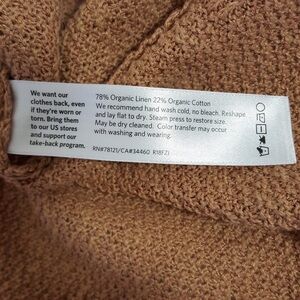 We want our
clothes back, even
if they're worn or
torn. Bring them
to our US stores
and support our
take-back program.
78% Organic Linen 22% Organic Cotton
We recommend hand wash cold, no bleach. Reshape
and lay flat to dry. Steam press to restore size.
May be dry cleaned. Color transfer may occur
with washing and wearing.
RN#78121/CA#34460 R18FZJ